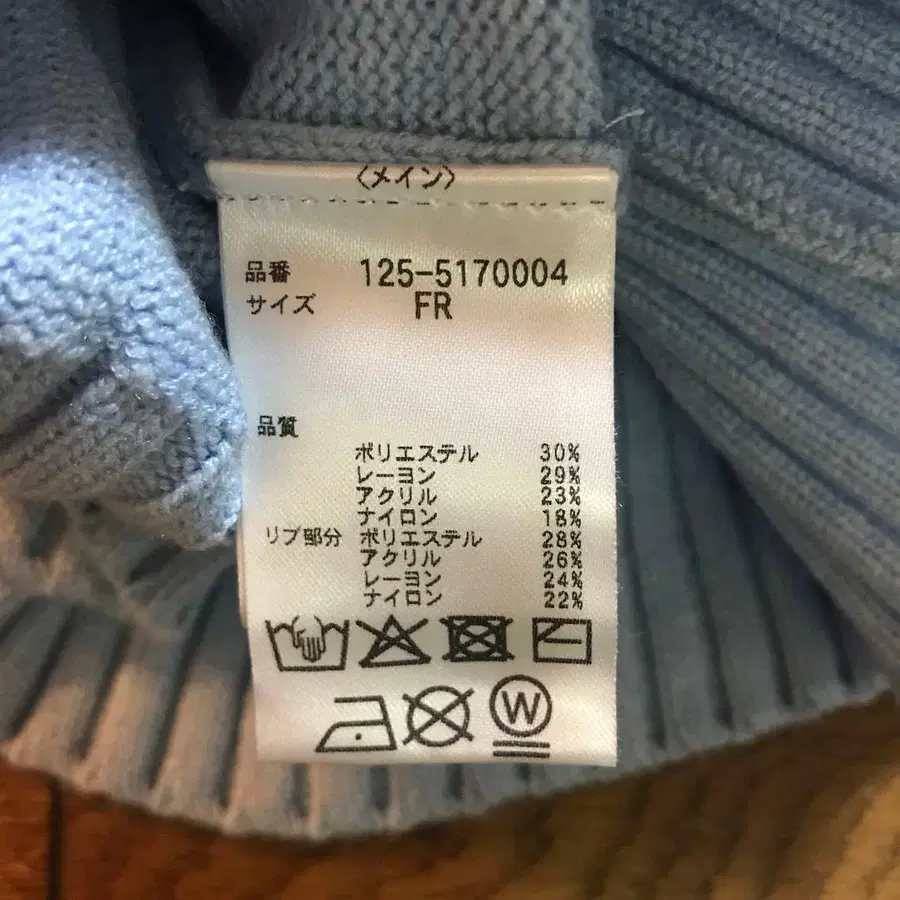 〈メイン〉
品番 125-5170004
サイズ FR
品質
ポリエステル 30%
レーヨン 29%
アクリル 23%
ナイロン 18%
リブ部分 ポリエステル 28%
アクリル 26%
レーヨン 24%
ナイロン 22%
W